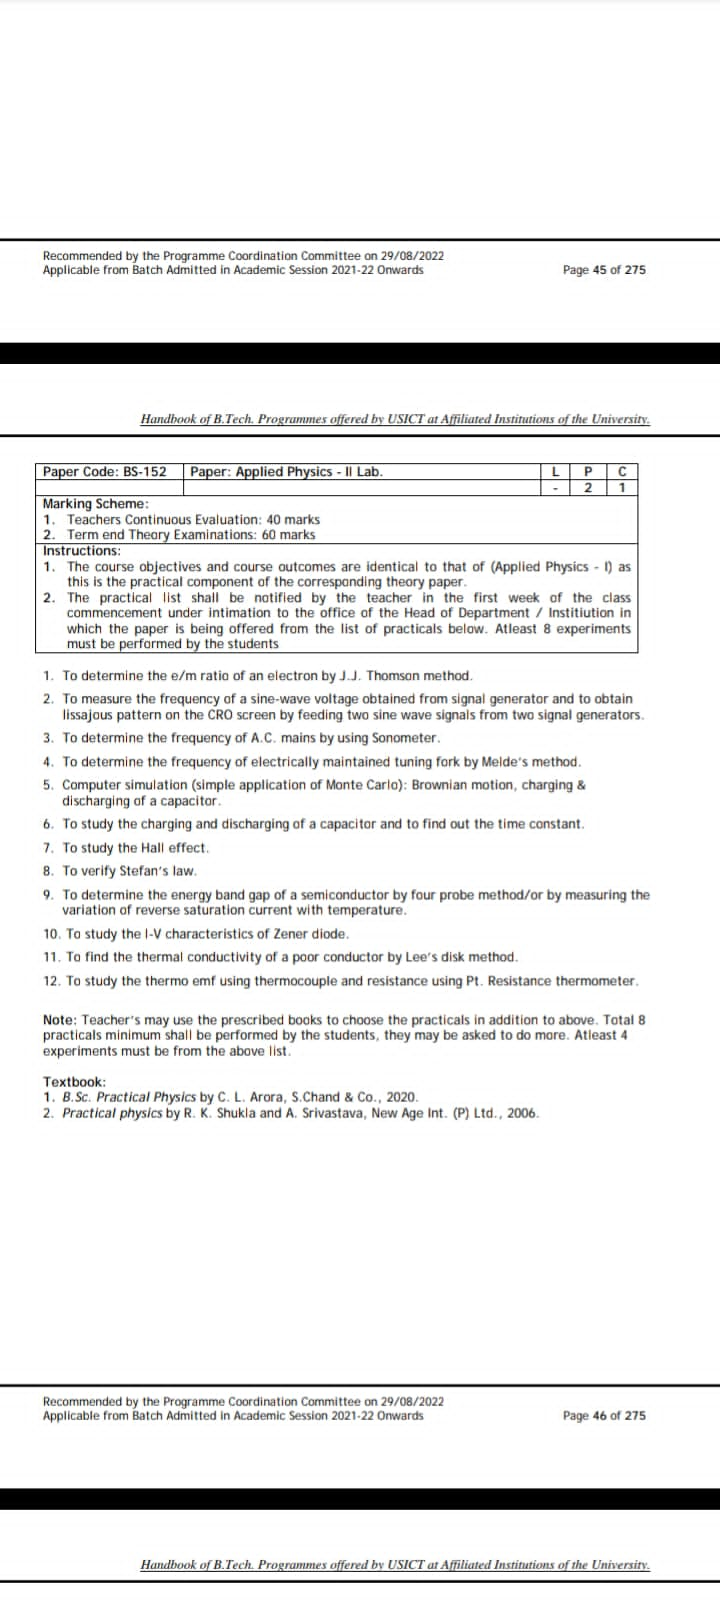 Recommended by the Programme Coordination Committee on 29/08/2022
Applicable from Batch Admitted in Academic Session 2021-22 Onwards Page 45 of 275
Handbook of B.Tech. Programmes offered by USICT at Affiliated Institutions of the University.
Paper Code: BS-152 Paper: Applied Physics - II Lab. L P C
- 2 1
Marking Scheme:
1. Teachers Continuous Evaluation: 40 marks
2. Term end Theory Examinations: 60 marks
Instructions:
1. The course objectives and course outcomes are identical to that of (Applied Physics - I) as
this is the practical component of the corresponding theory paper.
2. The practical list shall be notified by the teacher in the first week of the class
commencement under intimation to the office of the Head of Department / Institiution in
which the paper is being offered from the list of practicals below. Atleast 8 experiments
must be performed by the students
1. To determine the e/m ratio of an electron by J.J. Thomson method.
2. To measure the frequency of a sine-wave voltage obtained from signal generator and to obtain
lissajous pattern on the CRO screen by feeding two sine wave signals from two signal generators.
3. To determine the frequency of A.C. mains by using Sonometer.
4. To determine the frequency of electrically maintained tuning fork by Melde's method.
5. Computer simulation (simple application of Monte Carlo): Brownian motion, charging &
discharging of a capacitor.
6. To study the charging and discharging of a capacitor and to find out the time constant.
7. To study the Hall effect.
8. To verify Stefan's law.
9. To determine the energy band gap of a semiconductor by four probe method/or by measuring the
variation of reverse saturation current with temperature.
10. To study the I-V characteristics of Zener diode.
11. To find the thermal conductivity of a poor conductor by Lee's disk method.
12. To study the thermo emf using thermocouple and resistance using Pt. Resistance thermometer.
Note: Teacher's may use the prescribed books to choose the practicals in addition to above. Total 8
practicals minimum shall be performed by the students, they may be asked to do more. Atleast 4
experiments must be from the above list.
Textbook:
1. B.Sc. Practical Physics by C. L. Arora, S.Chand & Co., 2020.
2. Practical physics by R. K. Shukla and A. Srivastava, New Age Int. (P) Ltd., 2006.
Recommended by the Programme Coordination Committee on 29/08/2022
Applicable from Batch Admitted in Academic Session 2021-22 Onwards Page 46 of 275
Handbook of B.Tech. Programmes offered by USICT at Affiliated Institutions of the University.